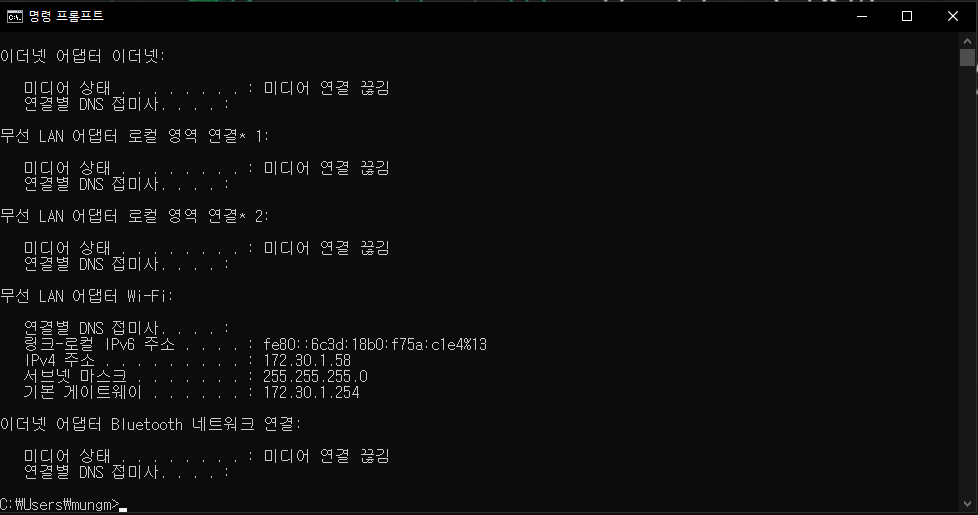 명령 프롬프트
이더넷 어댑터 이더넷:
미디어 상태 . . . . . . . . : 미디어 연결 끊김
연결별 DNS 접미사. . . . :
무선 LAN 어댑터 로컬 영역 연결* 1:
미디어 상태 . . . . . . . . : 미디어 연결 끊김
연결별 DNS 접미사. . . . :
무선 LAN 어댑터 로컬 영역 연결* 2:
미디어 상태 . . . . . . . . : 미디어 연결 끊김
연결별 DNS 접미사. . . . :
무선 LAN 어댑터 Wi-Fi:
연결별 DNS 접미사. . . . :
링크-로컬 IPv6 주소 . . . . : fe80::6c3d:18b0:f75a:c1e4%13
IPv4 주소 . . . . . . . . . : 172.30.1.58
서브넷 마스크 . . . . . . . : 255.255.255.0
기본 게이트웨이 . . . . . . : 172.30.1.254
이더넷 어댑터 Bluetooth 네트워크 연결:
미디어 상태 . . . . . . . . : 미디어 연결 끊김
연결별 DNS 접미사. . . . :
C:₩Users₩mungm>